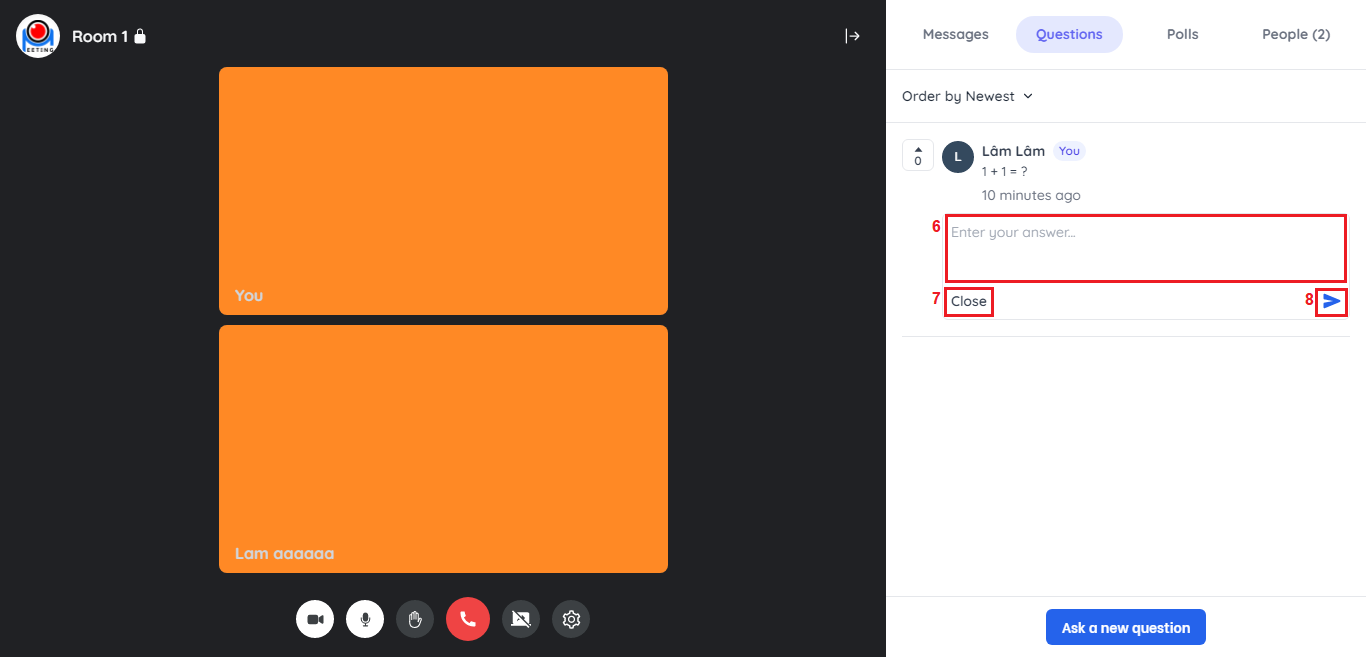 EETING
Room 1
You
Lam aaaaaa
Messages
Questions
Polls
People (2)
Order by Newest
0
L
Lâm Lâm
You
1 + 1 = ?
10 minutes ago
6
Enter your answer...
7
Close
8
Ask a new question